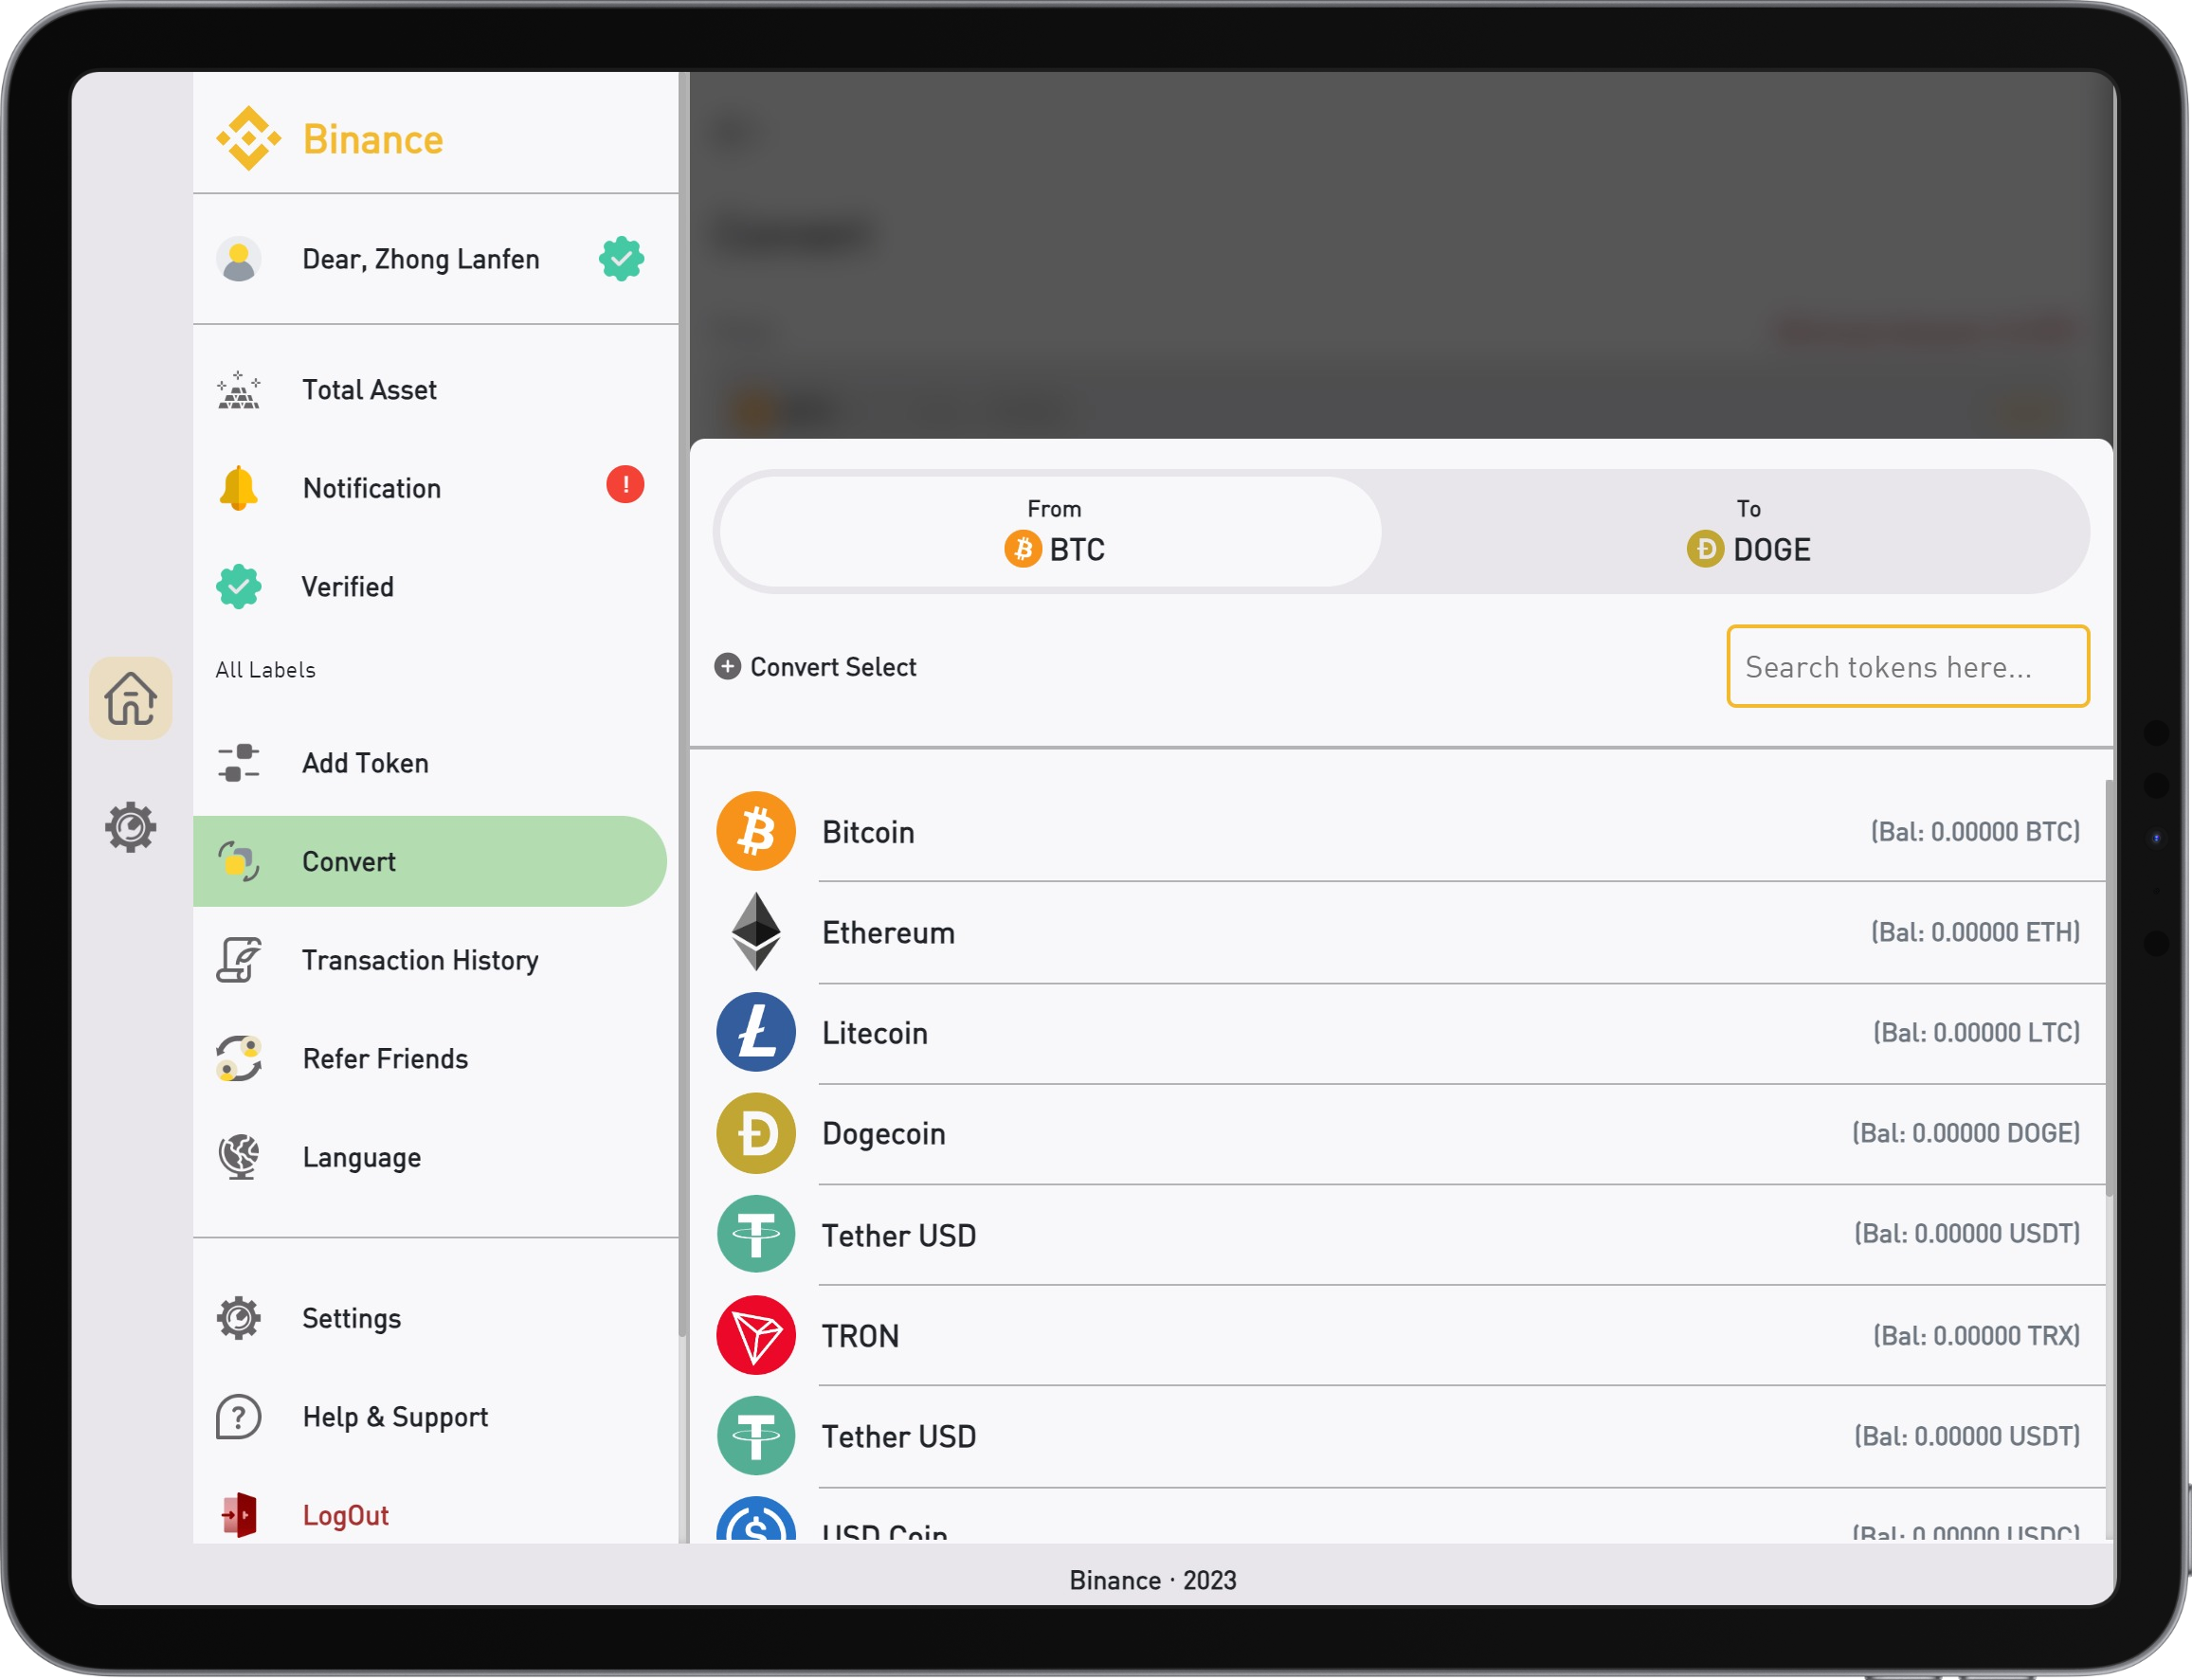 Binance
Dear, Zhong Lanfen
Total Asset
Notification
!
Verified
All Labels
Add Token
Convert
Transaction History
Refer Friends
Language
Settings
? Help & Support
LogOut
From
BTC
To
DOGE
Convert Select
Search tokens here...
Bitcoin (Bal: 0.00000 BTC)
Ethereum (Bal: 0.00000 ETH)
Litecoin (Bal: 0.00000 LTC)
Dogecoin (Bal: 0.00000 DOGE)
Tether USD (Bal: 0.00000 USDT)
TRON (Bal: 0.00000 TRX)
Tether USD (Bal: 0.00000 USDT)
USD Coin (Bal: 0.00000 USDC)
Binance · 2023